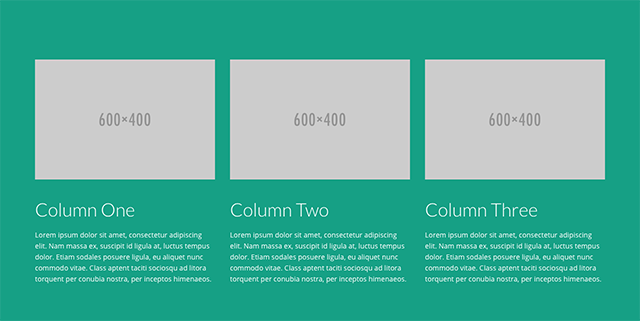 600×400
600×400
600×400
Column One
Lorem ipsum dolor sit amet, consectetur adipiscing
elit. Nam massa ex, suscipit id ligula at, luctus tempus
dolor. Etiam sodales posuere ligula, eu aliquet nunc
commodo vitae. Class aptent taciti sociosqu ad litora
torquent per conubia nostra, per inceptos himenaeos.
Column Two
Lorem ipsum dolor sit amet, consectetur adipiscing
elit. Nam massa ex, suscipit id ligula at, luctus tempus
dolor. Etiam sodales posuere ligula, eu aliquet nunc
commodo vitae. Class aptent taciti sociosqu ad litora
torquent per conubia nostra, per inceptos himenaeos.
Column Three
Lorem ipsum dolor sit amet, consectetur adipiscing
elit. Nam massa ex, suscipit id ligula at, luctus tempus
dolor. Etiam sodales posuere ligula, eu aliquet nunc
commodo vitae. Class aptent taciti sociosqu ad litora
torquent per conubia nostra, per inceptos himenaeos.